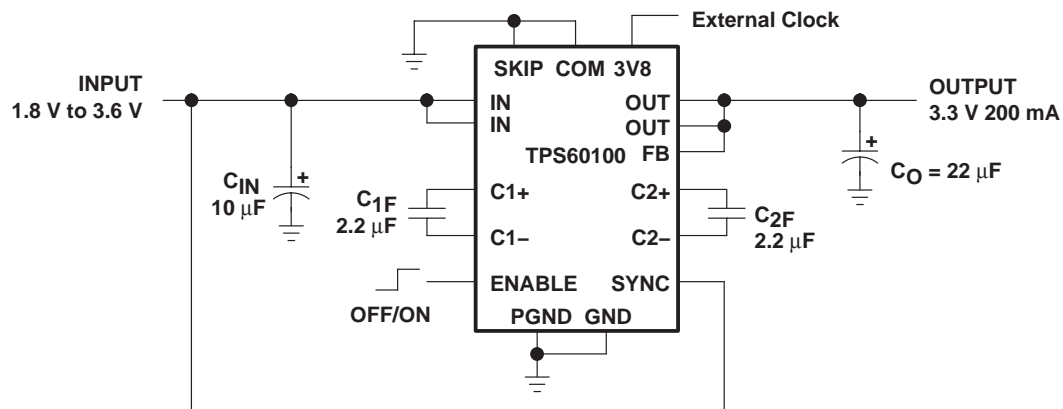 External Clock
SKIP COM 3V8
INPUT
1.8 V to 3.6 V
IN
IN
OUT
OUT
FB
TPS60100
OUTPUT
3.3 V 200 mA
+
CIN
10 μF
+
CO = 22 μF
C1F
2.2 μF
C1+
C1−
C2+
C2−
C2F
2.2 μF
ENABLE
SYNC
OFF/ON
PGND GND